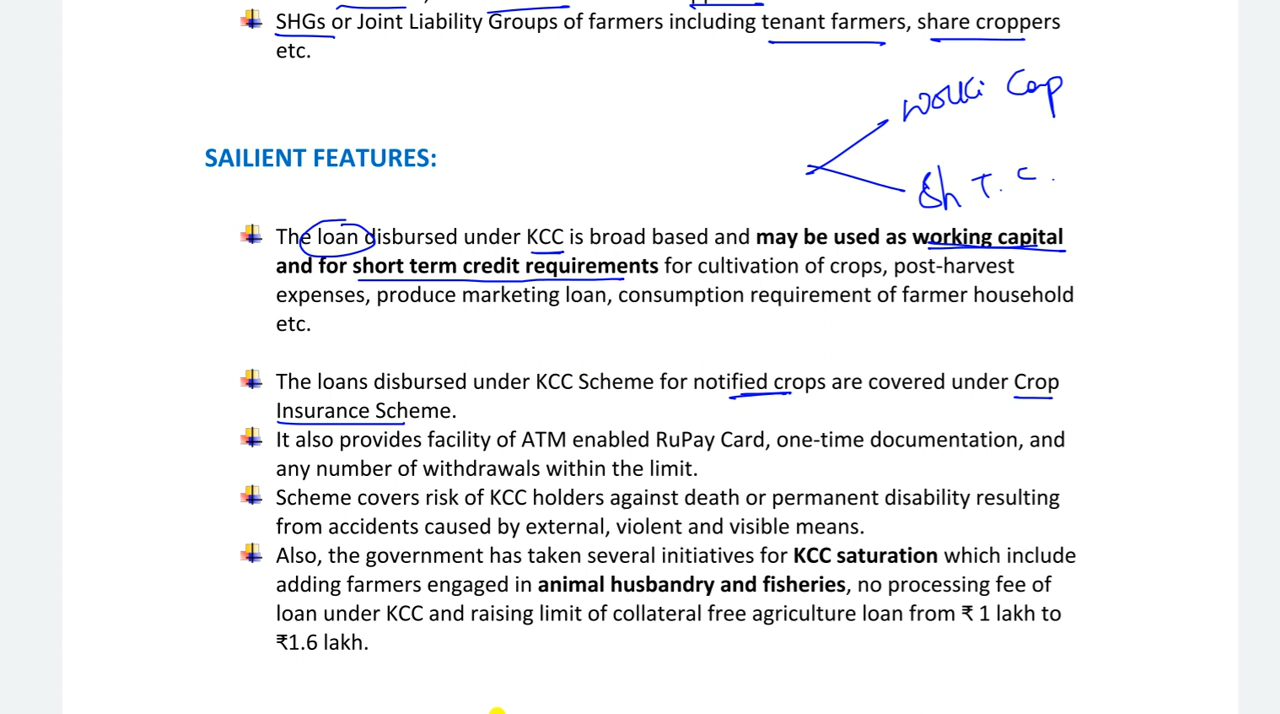 SHGs or Joint Liability Groups of farmers including tenant farmers, share croppers
etc.
Cap
SAILIENT FEATURES:
Sh T. C.
The loan disbursed under KCC is broad based and may be used as working capital
and for short term credit requirements for cultivation of crops, post-harvest
expenses, produce marketing loan, consumption requirement of farmer household
etc.
The loans disbursed under KCC Scheme for notified crops are covered under Crop
Insurance Scheme.
It also provides facility of ATM enabled RuPay Card, one-time documentation, and
any number of withdrawals within the limit.
Scheme covers risk of KCC holders against death or permanent disability resulting
from accidents caused by external, violent and visible means.
Also, the government has taken several initiatives for KCC saturation which include
adding farmers engaged in animal husbandry and fisheries, no processing fee of
loan under KCC and raising limit of collateral free agriculture loan from ₹ 1 lakh to
₹1.6 lakh.